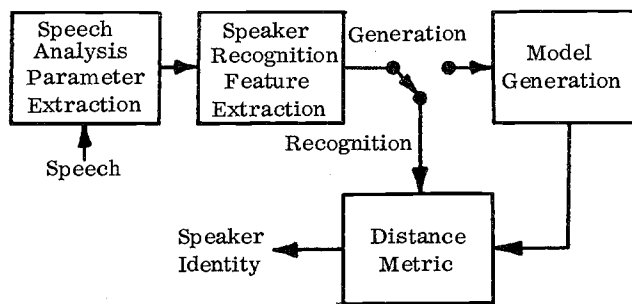 Speech
Analysis
Parameter
Extraction
Speaker
Recognition
Feature
Extraction
Generation
Model
Generation
Speech
Recognition
Speaker
Identity
Distance
Metric